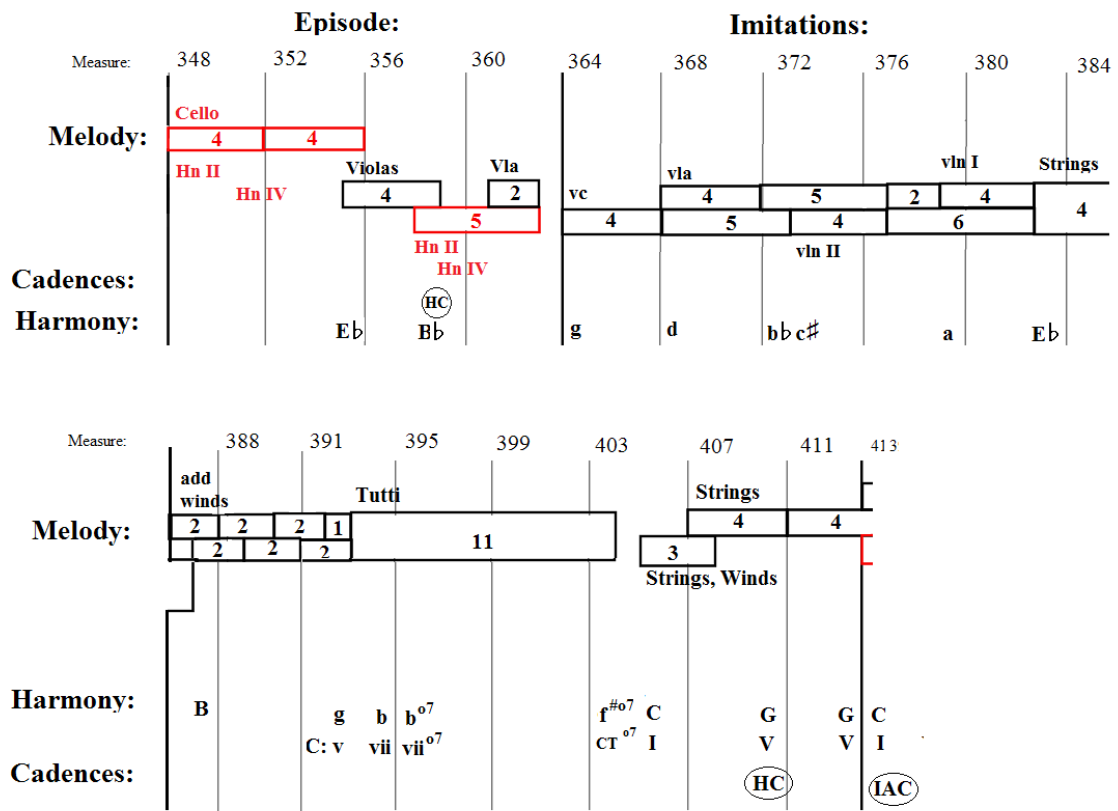 Episode: Imitations:
Measure: 348 352 356 360 364 368 372 376 380 384
Cello
Melody: 4 4
Hn II
Hn IV
Violas Vla vc vla vln I Strings
4 2 4 5 2 4 4
5 4 5 4 6
Hn II vln II
Hn IV
Cadences:
HC
Harmony: E♭ B♭ g d b♭ c♯ a E♭
Measure: 388 391 395 399 403 407 411 413
add
winds Tutti Strings
Melody: 2 2 2 1 11 4 4
2 2 2 3
Strings, Winds
Harmony: B g b b°⁷ f#°⁷ C G G C
C: v vii vii°⁷ CT °⁷ I V V I
Cadences: HC IAC